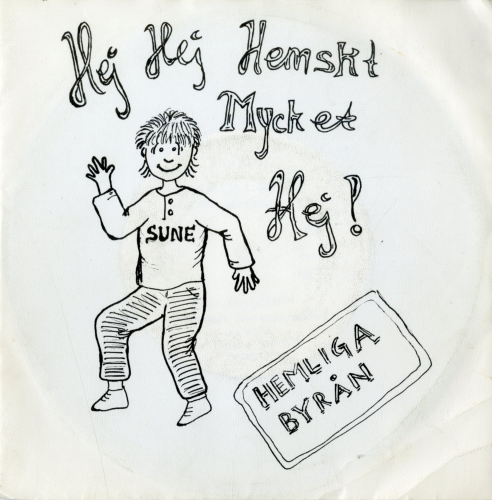 Hej Hej Hemskt
Mycket
Hej!
SUNE
HEMLIGA
BYRÅN